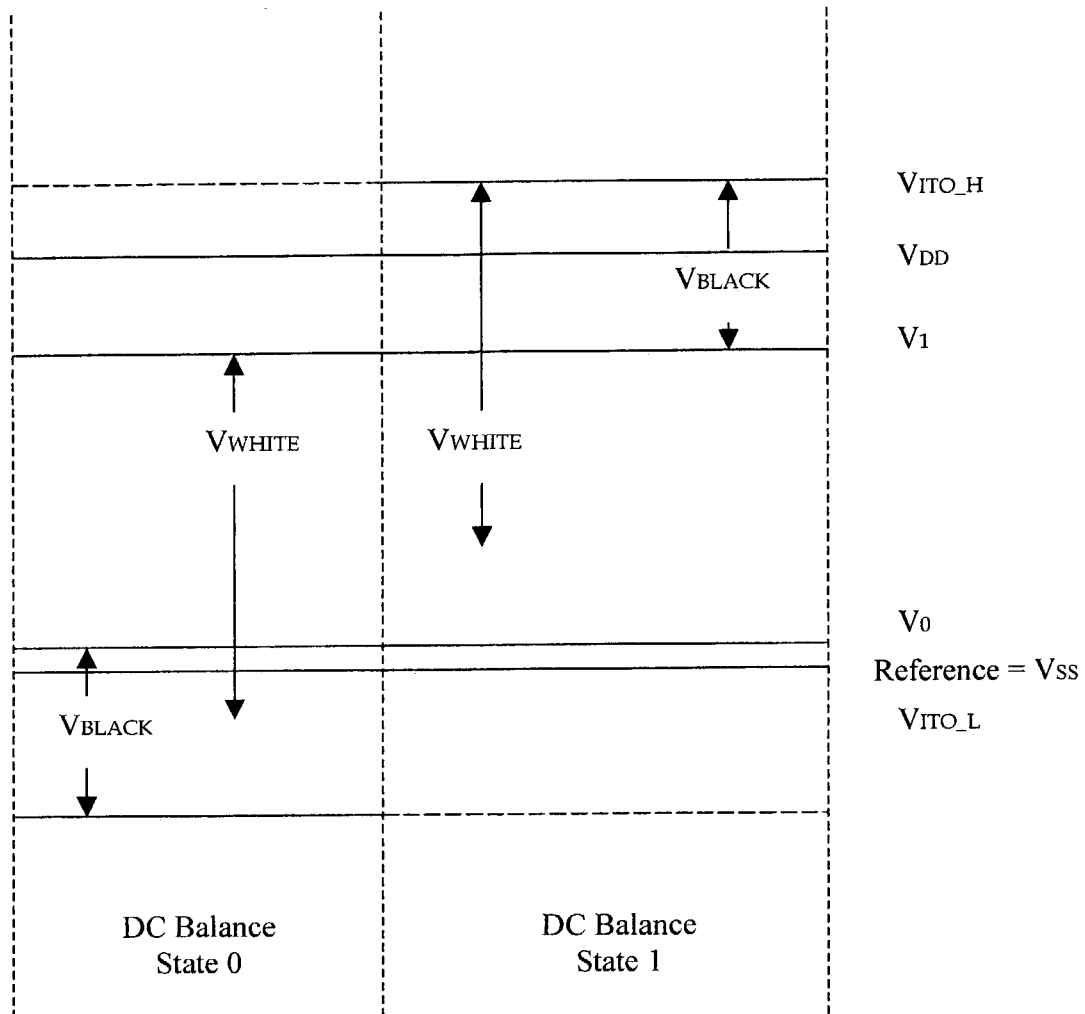 VITO_H
VDD
VBLACK
V1
VWHITE
VWHITE
V0
Reference = VSS
VBLACK
VITO_L
DC Balance
State 0
DC Balance
State 1